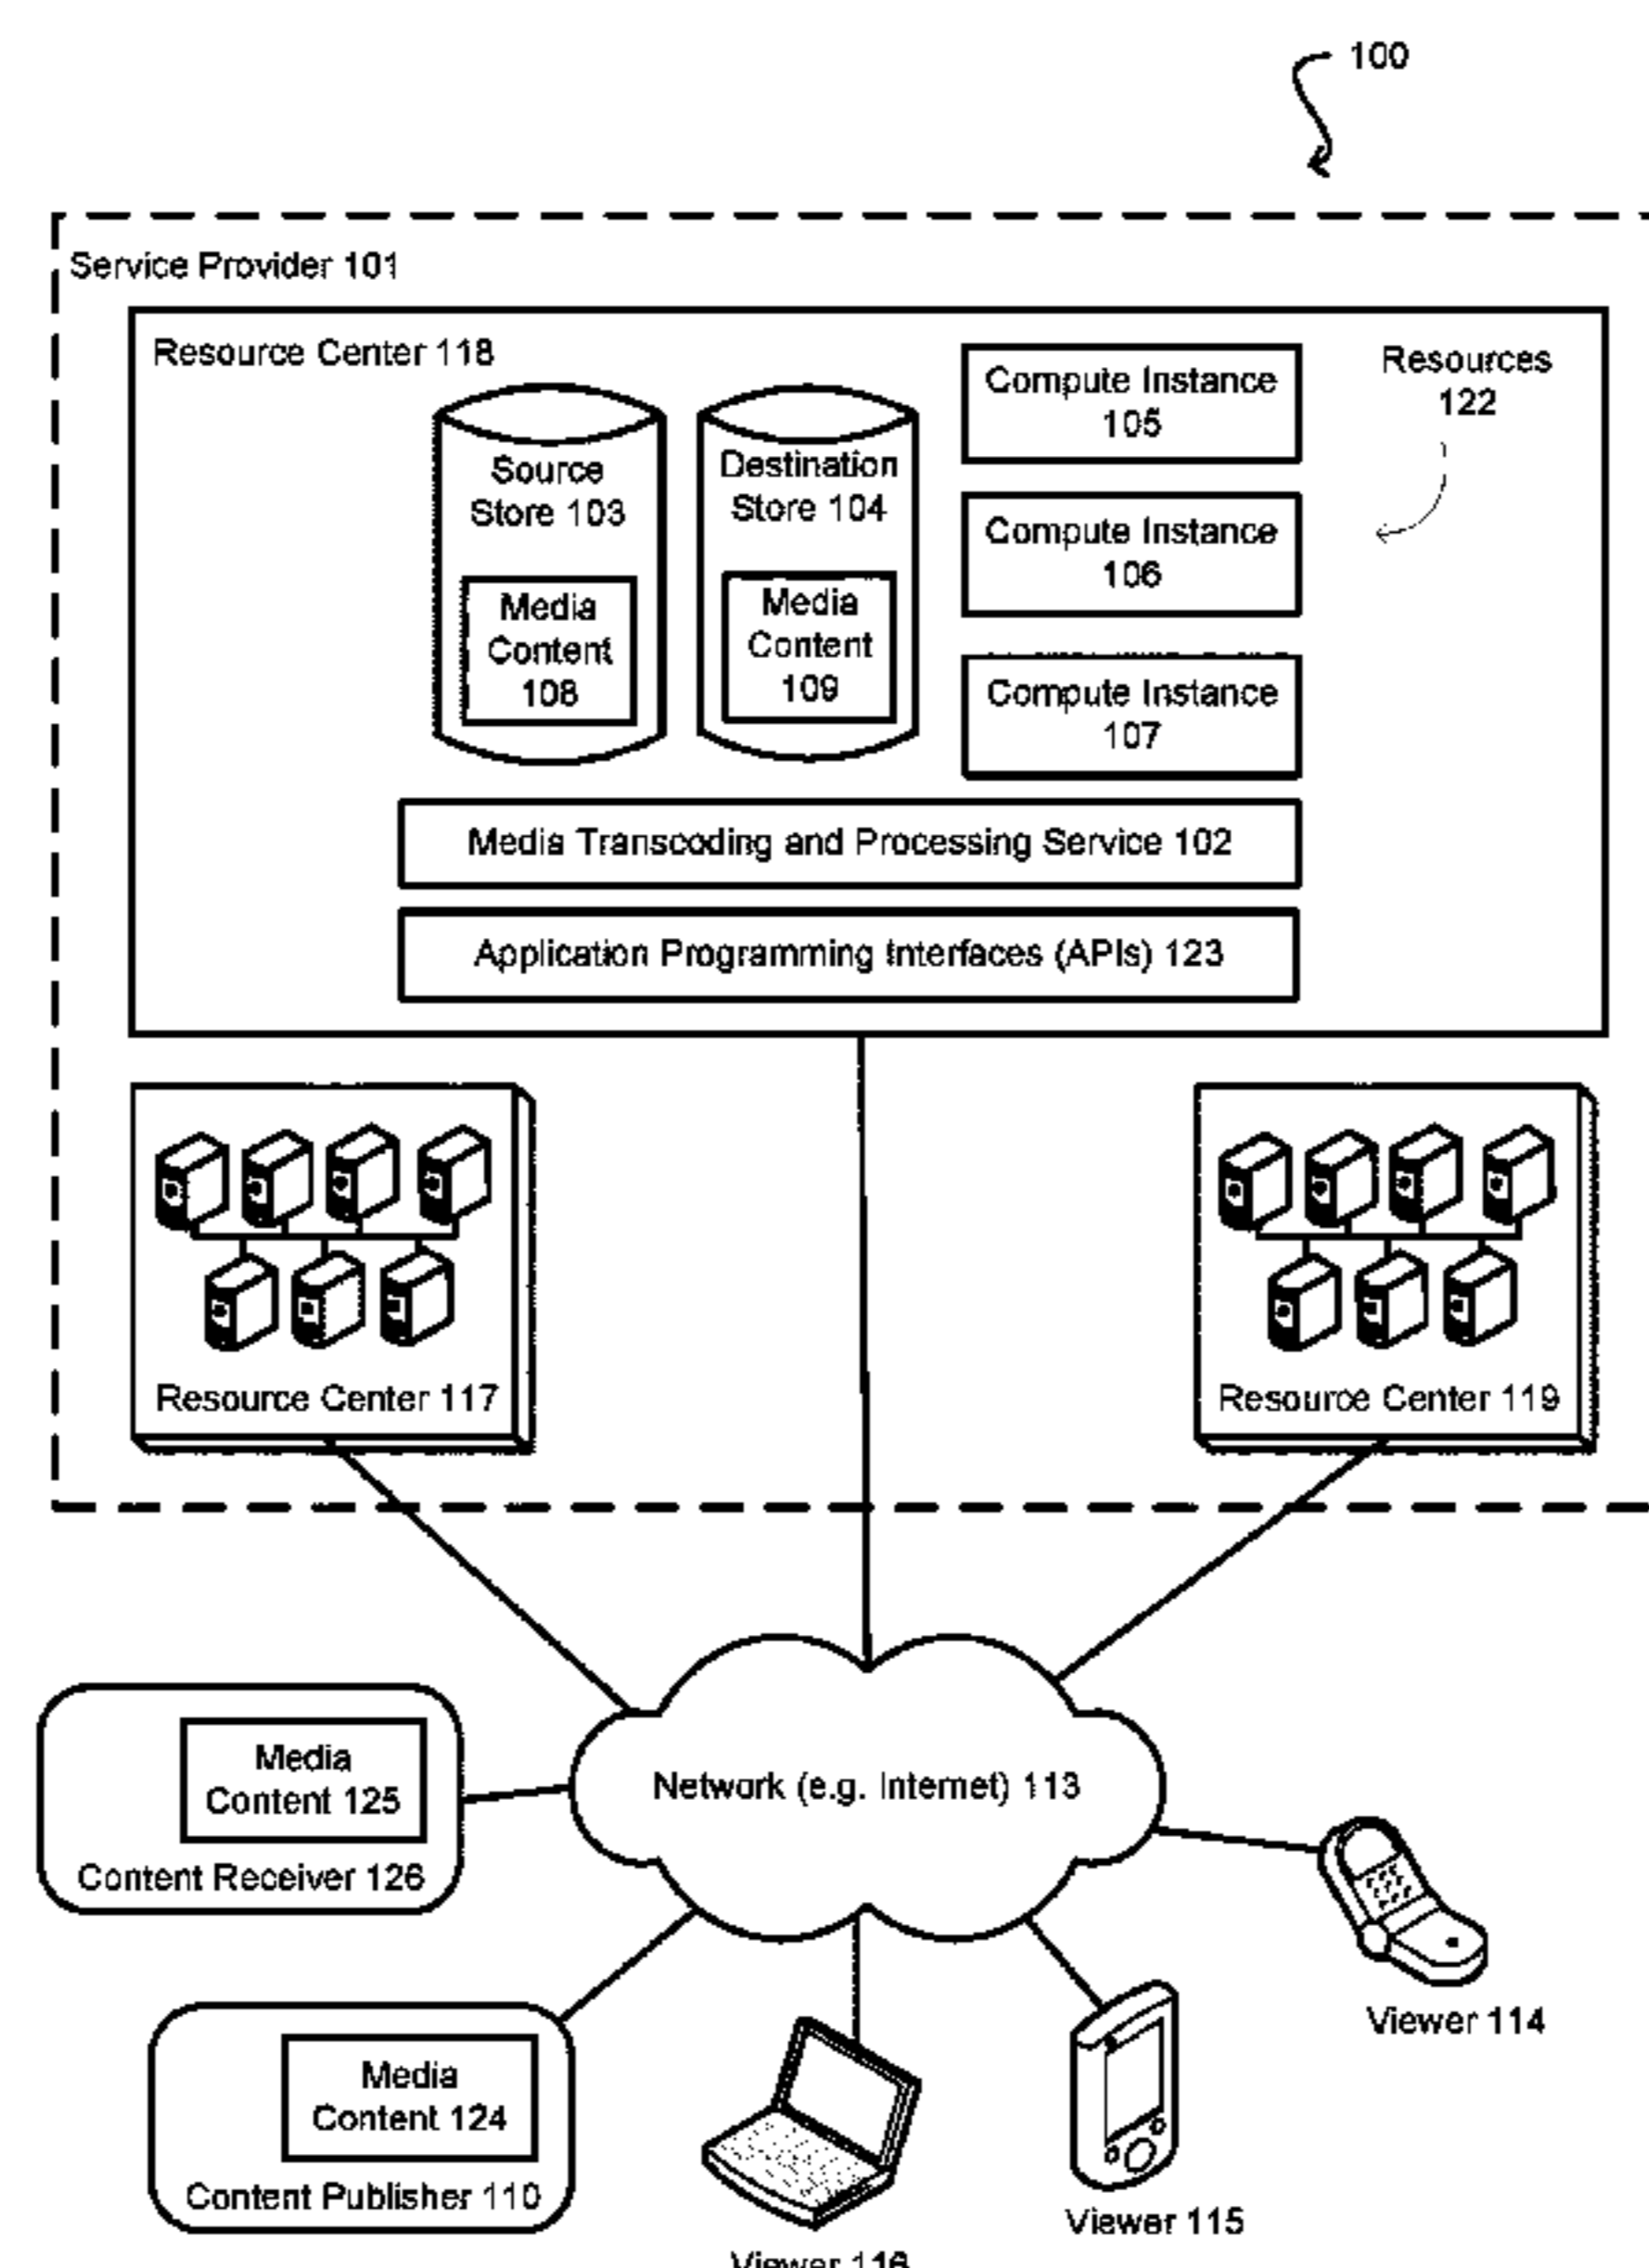 100
Service Provider 101
Resource Center 118
Source
Store 103
Media
Content
108
Destination
Store 104
Media
Content
109
Compute Instance
105
Compute Instance
106
Compute Instance
107
Resources
122
Media Transcoding and Processing Service 102
Application Programming Interfaces (APIs) 123
Resource Center 117
Resource Center 119
Network (e.g. Internet) 113
Media
Content 125
Content Receiver 126
Media
Content 124
Content Publisher 110
Viewer 114
Viewer 115
Viewer 116